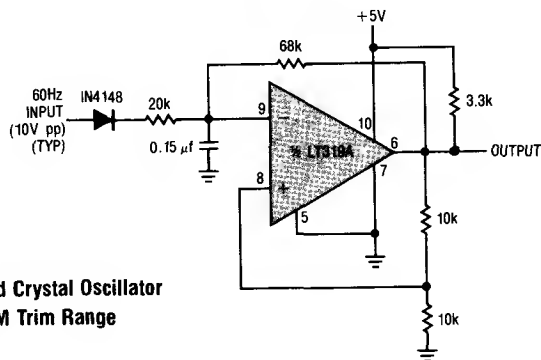 +5V
68k
60Hz
INPUT
(10V pp)
(TYP)
IN4148
20k
3.3k
9
−
10
6
OUTPUT
0.15 µf
½ LT319A
7
8
+
5
10k
d Crystal Oscillator
M Trim Range
10k